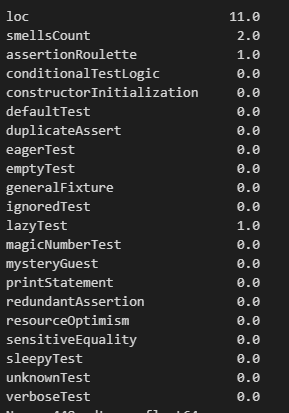 loc 11.0
smellsCount 2.0
assertionRoulette 1.0
conditionalTestLogic 0.0
constructorInitialization 0.0
defaultTest 0.0
duplicateAssert 0.0
eagerTest 0.0
emptyTest 0.0
generalFixture 0.0
ignoredTest 0.0
lazyTest 1.0
magicNumberTest 0.0
mysteryGuest 0.0
printStatement 0.0
redundantAssertion 0.0
resourceOptimism 0.0
sensitiveEquality 0.0
sleepyTest 0.0
unknownTest 0.0
verboseTest 0.0